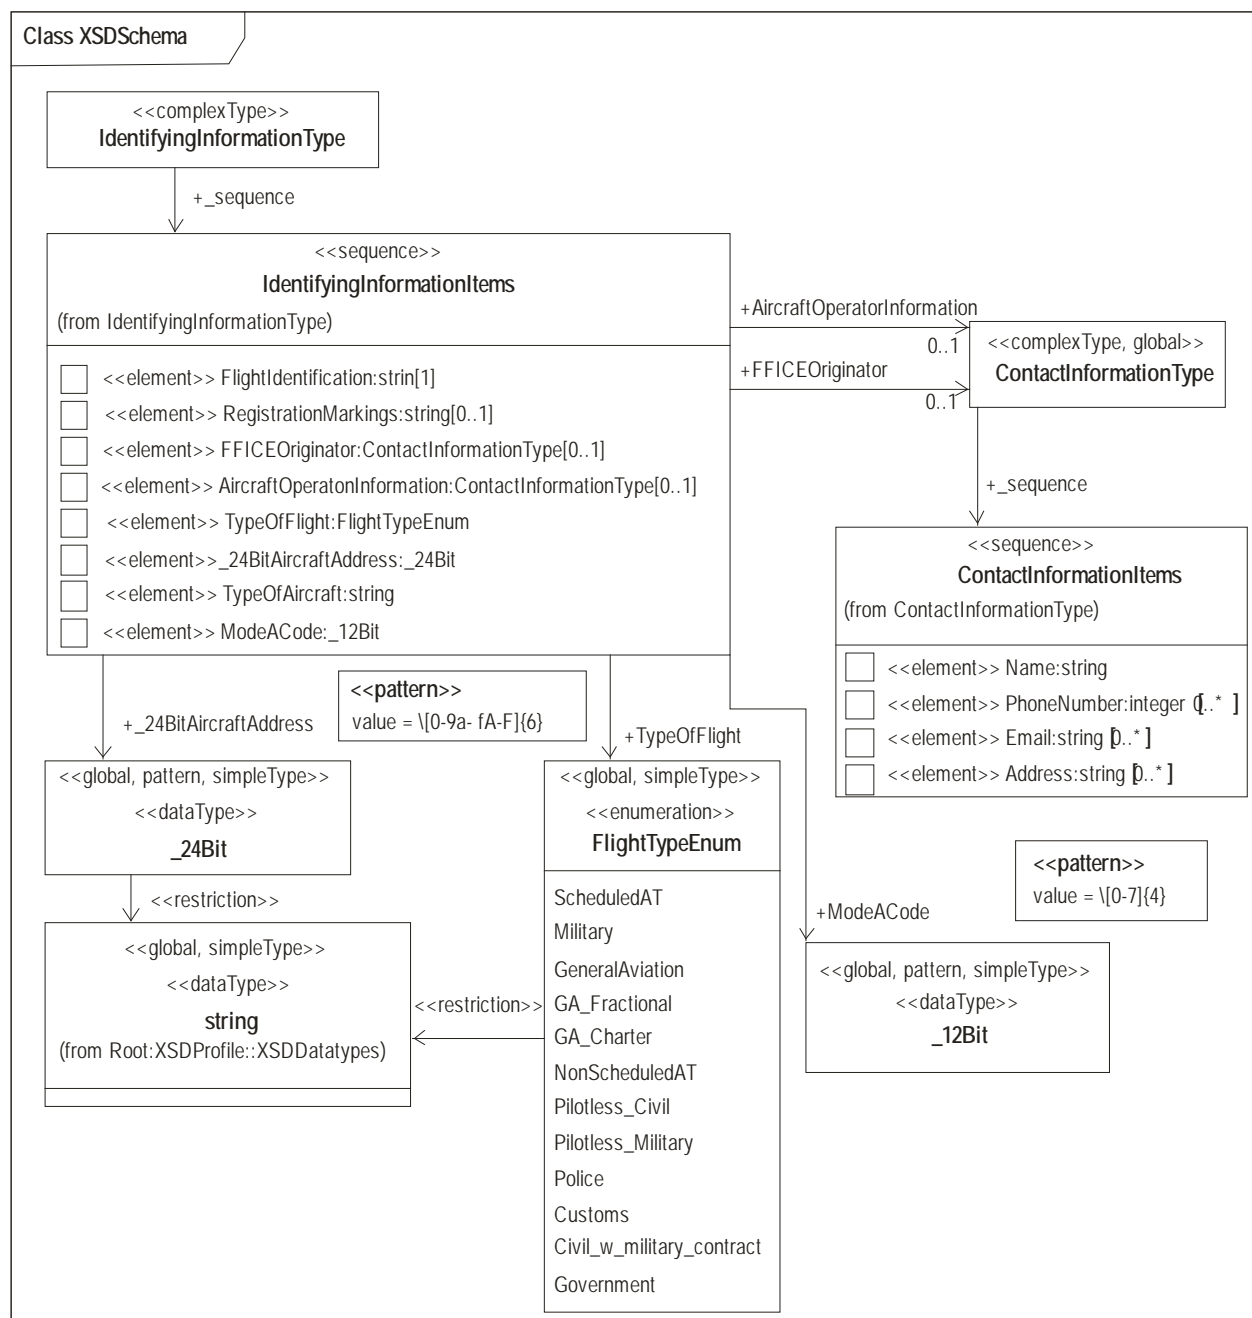 Class XSDSchema
<<complexType>>
IdentifyingInformationType
+_sequence
<<sequence>>
IdentifyingInformationItems
(from IdentifyingInformationType)
<<element>> FlightIdentification:strin[1]
<<element>> RegistrationMarkings:string[0..1]
<<element>> FFICEOriginator:ContactInformationType[0..1]
<<element>> AircraftOperatonInformation:ContactInformationType[0..1]
<<element>> TypeOfFlight:FlightTypeEnum
<<element>>_24BitAircraftAddress:_24Bit
<<element>> TypeOfAircraft:string
<<element>> ModeACode:_12Bit
+AircraftOperatorInformation
0..1
+FFICEOriginator
0..1
<<complexType, global>>
ContactInformationType
+_sequence
<<sequence>>
ContactInformationItems
(from ContactInformationType)
<<element>> Name:string
<<element>> PhoneNumber:integer [0..* ]
<<element>> Email:string [0..* ]
<<element>> Address:string [0..* ]
+_24BitAircraftAddress
<<pattern>>
value = \[0-9a- fA-F]{6}
+TypeOfFlight
<<global, pattern, simpleType>>
<<dataType>>
_24Bit
<<restriction>>
<<global, simpleType>>
<<dataType>>
string
(from Root:XSDProfile::XSDDatatypes)
<<restriction>>
<<global, simpleType>>
<<enumeration>>
FlightTypeEnum
ScheduledAT
Military
GeneralAviation
GA_Fractional
GA_Charter
NonScheduledAT
Pilotless_Civil
Pilotless_Military
Police
Customs
Civil_w_military_contract
Government
<<pattern>>
value = \[0-7]{4}
+ModeACode
<<global, pattern, simpleType>>
<<dataType>>
_12Bit